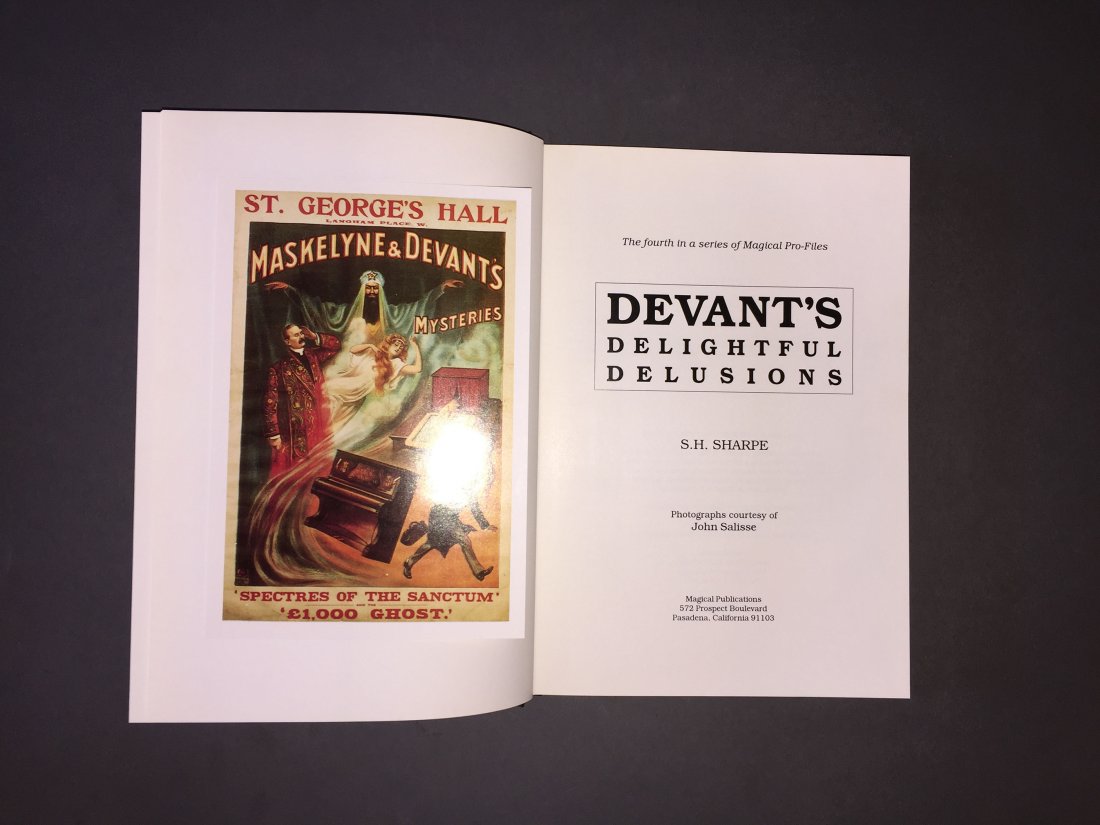 ST. GEORGE'S HALL
LANGHAM PLACE, W.
MASKELYNE & DEVANT'S
MYSTERIES
'SPECTRES OF THE SANCTUM'
AND THE
'£1,000 GHOST.'
The fourth in a series of Magical Pro-Files
DEVANT'S
DELIGHTFUL
DELUSIONS
S.H. SHARPE
Photographs courtesy of
John Salisse
Magical Publications
572 Prospect Boulevard
Pasadena, California 91103